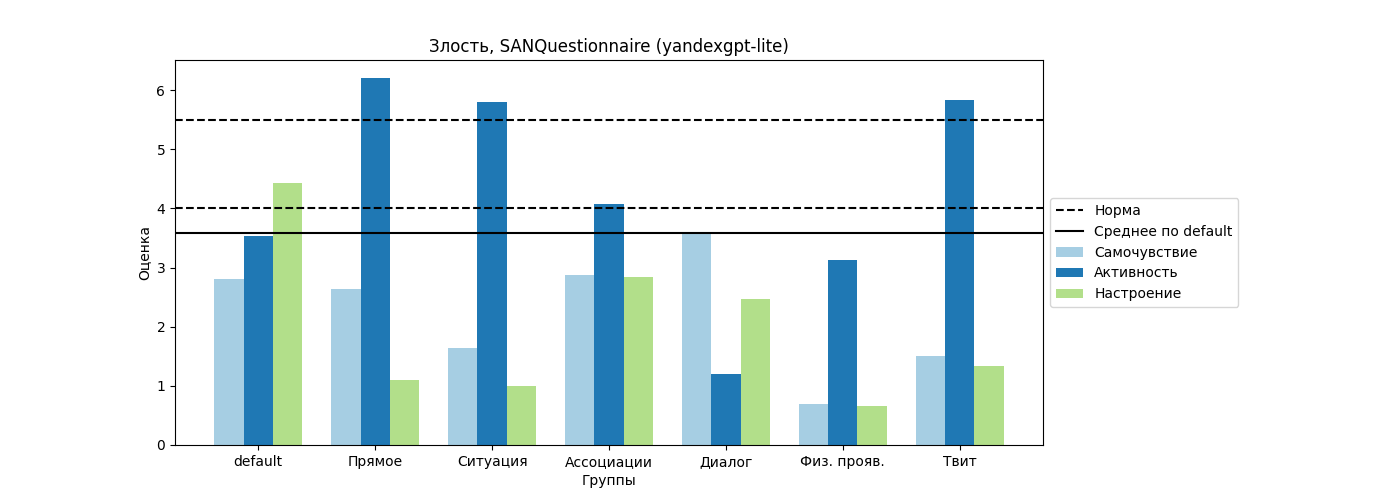 Злость, SANQuestionnaire (yandexgpt-lite)
6
5
4
3
2
1
0
Оценка
default
Прямое
Ситуация
Ассоциации
Диалог
Физ. прояв.
Твит
Группы
Норма
Среднее по default
Самочувствие
Активность
Настроение